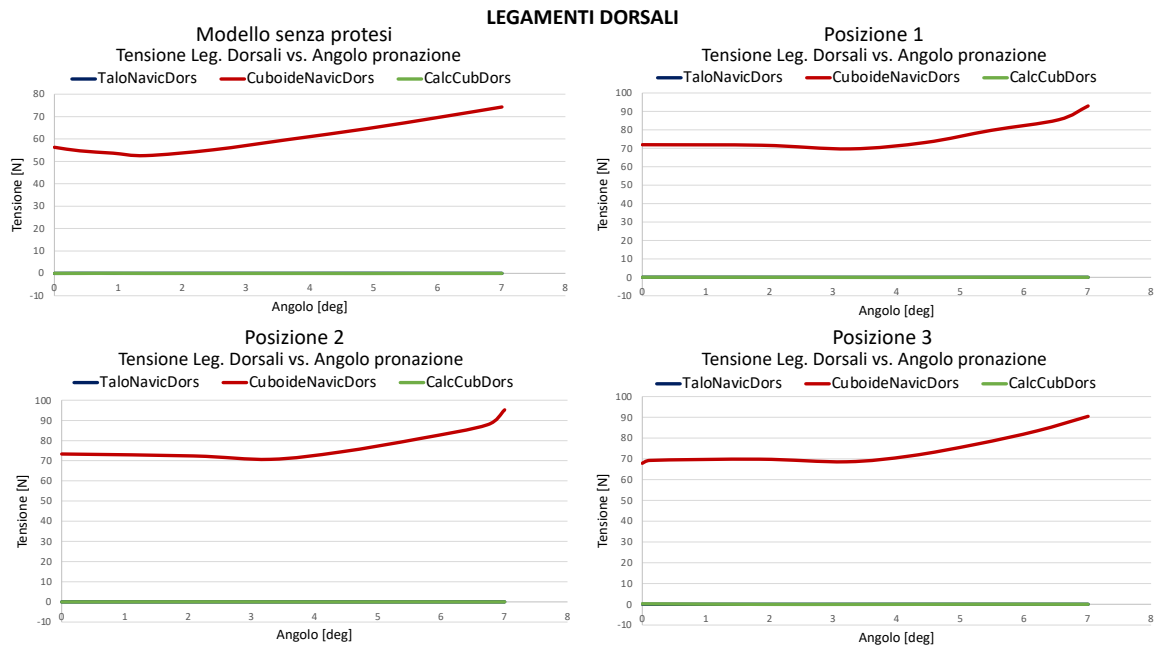 LEGAMENTI DORSALI
Modello senza protesi
Tensione Leg. Dorsali vs. Angolo pronazione
TaloNavicDors CuboideNavicDors CalcCubDors
80
70
60
50
40
30
20
10
0
-10
Tensione [N]
0 1 2 3 4 5 6 7 8
Angolo [deg]
Posizione 1
Tensione Leg. Dorsali vs. Angolo pronazione
TaloNavicDors CuboideNavicDors CalcCubDors
100
90
80
70
60
50
40
30
20
10
0
-10
Tensione [N]
0 1 2 3 4 5 6 7 8
Angolo [deg]
Posizione 2
Tensione Leg. Dorsali vs. Angolo pronazione
TaloNavicDors CuboideNavicDors CalcCubDors
100
90
80
70
60
50
40
30
20
10
0
-10
Tensione [N]
0 1 2 3 4 5 6 7 8
Angolo [deg]
Posizione 3
Tensione Leg. Dorsali vs. Angolo pronazione
TaloNavicDors CuboideNavicDors CalcCubDors
100
90
80
70
60
50
40
30
20
10
0
-10
Tensione [N]
0 1 2 3 4 5 6 7 8
Angolo [deg]